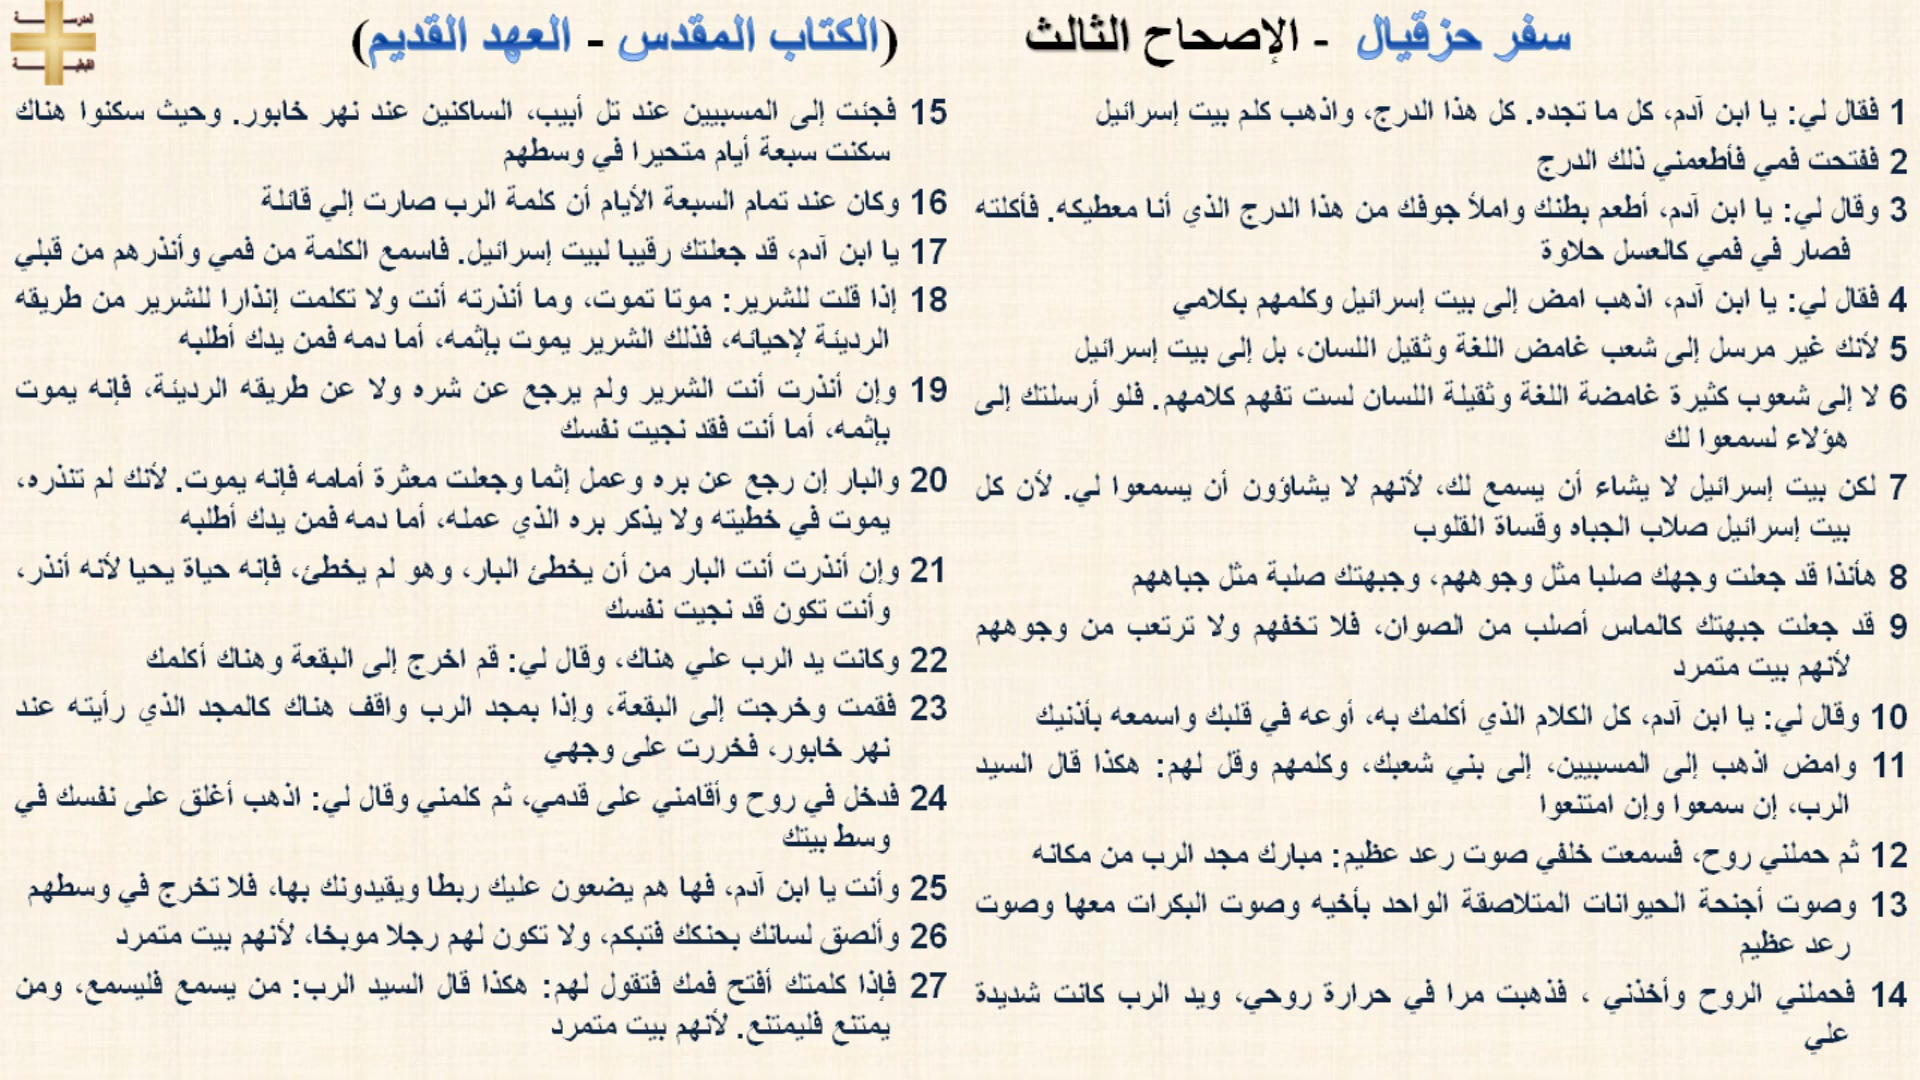 سفر حزقيال - الإصحاح الثالث (الكتاب المقدس - العهد القديم)
1 فقال لي: يا ابن آدم، كل ما تجده. كل هذا الدرج، واذهب كلم بيت إسرائيل
2 ففتحت فمي فأطعمني ذلك الدرج
3 وقال لي: يا ابن آدم، أطعم بطنك واملأ جوفك من هذا الدرج الذي أنا معطيكه. فأكلته
فصار في فمي كالعسل حلاوة
4 فقال لي: يا ابن آدم، اذهب امض إلى بيت إسرائيل وكلمهم بكلامي
5 لأنك غير مرسل إلى شعب غامض اللغة وثقيل اللسان، بل إلى بيت إسرائيل
6 لا إلى شعوب كثيرة غامضة اللغة وثقيلة اللسان لست تفهم كلامهم. فلو أرسلتك إلى
هؤلاء لسمعوا لك
7 لكن بيت إسرائيل لا يشاء أن يسمع لك، لأنهم لا يشاؤون أن يسمعوا لي. لأن كل
بيت إسرائيل صلاب الجباه وقساة القلوب
8 هأنذا قد جعلت وجهك صلبا مثل وجوههم، وجبهتك صلبة مثل جباههم
9 قد جعلت جبهتك كالماس أصلب من الصوان، فلا تخفهم ولا ترتعب من وجوههم
لأنهم بيت متمرد
10 وقال لي: يا ابن آدم، كل الكلام الذي أكلمك به، أوعه في قلبك واسمعه بأذنيك
11 وامض اذهب إلى المسبيين، إلى بني شعبك، وكلمهم وقل لهم: هكذا قال السيد
الرب، إن سمعوا وإن امتنعوا
12 ثم حملني روح، فسمعت خلفي صوت رعد عظيم: مبارك مجد الرب من مكانه
13 وصوت أجنحة الحيوانات المتلاصقة الواحد بأخيه وصوت البكرات معها وصوت
رعد عظيم
14 فحملني الروح وأخذني ، فذهبت مرا في حرارة روحي، ويد الرب كانت شديدة
علي
15 فجئت إلى المسبيين عند تل أبيب، الساكنين عند نهر خابور. وحيث سكنوا هناك
سكنت سبعة أيام متحيرا في وسطهم
16 وكان عند تمام السبعة الأيام أن كلمة الرب صارت إلي قائلة
17 يا ابن آدم، قد جعلتك رقيبا لبيت إسرائيل. فاسمع الكلمة من فمي وأنذرهم من قبلي
18 إذا قلت للشرير: موتا تموت، وما أنذرته أنت ولا تكلمت إنذارا للشرير من طريقه
الرديئة لإحيائه، فذلك الشرير يموت بإثمه، أما دمه فمن يدك أطلبه
19 وإن أنذرت أنت الشرير ولم يرجع عن شره ولا عن طريقه الرديئة، فإنه يموت
بإثمه، أما أنت فقد نجيت نفسك
20 والبار إن رجع عن بره وعمل إثما وجعلت معثرة أمامه فإنه يموت. لأنك لم تنذره،
يموت في خطيته ولا يذكر بره الذي عمله، أما دمه فمن يدك أطلبه
21 وإن أنذرت أنت البار من أن يخطئ البار، وهو لم يخطئ، فإنه حياة يحيا لأنه أنذر،
وأنت تكون قد نجيت نفسك
22 وكانت يد الرب علي هناك، وقال لي: قم اخرج إلى البقعة وهناك أكلمك
23 فقمت وخرجت إلى البقعة، وإذا بمجد الرب واقف هناك كالمجد الذي رأيته عند
نهر خابور، فخررت على وجهي
24 فدخل في روح وأقامني على قدمي، ثم كلمني وقال لي: اذهب أغلق على نفسك في
وسط بيتك
25 وأنت يا ابن آدم، فها هم يضعون عليك ربطا ويقيدونك بها، فلا تخرج في وسطهم
26 وألصق لسانك بحنكك فتبكم، ولا تكون لهم رجلا موبخا، لأنهم بيت متمرد
27 فإذا كلمتك أفتح فمك فتقول لهم: هكذا قال السيد الرب: من يسمع فليسمع، ومن
يمتنع فليمتنع. لأنهم بيت متمرد